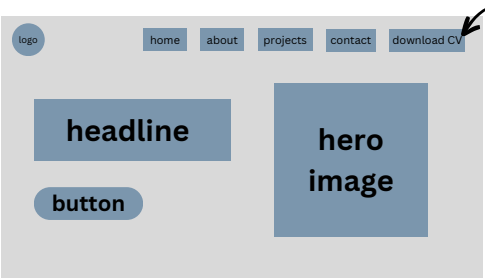 logo
home
about
projects
contact
download CV
headline
hero
image
button